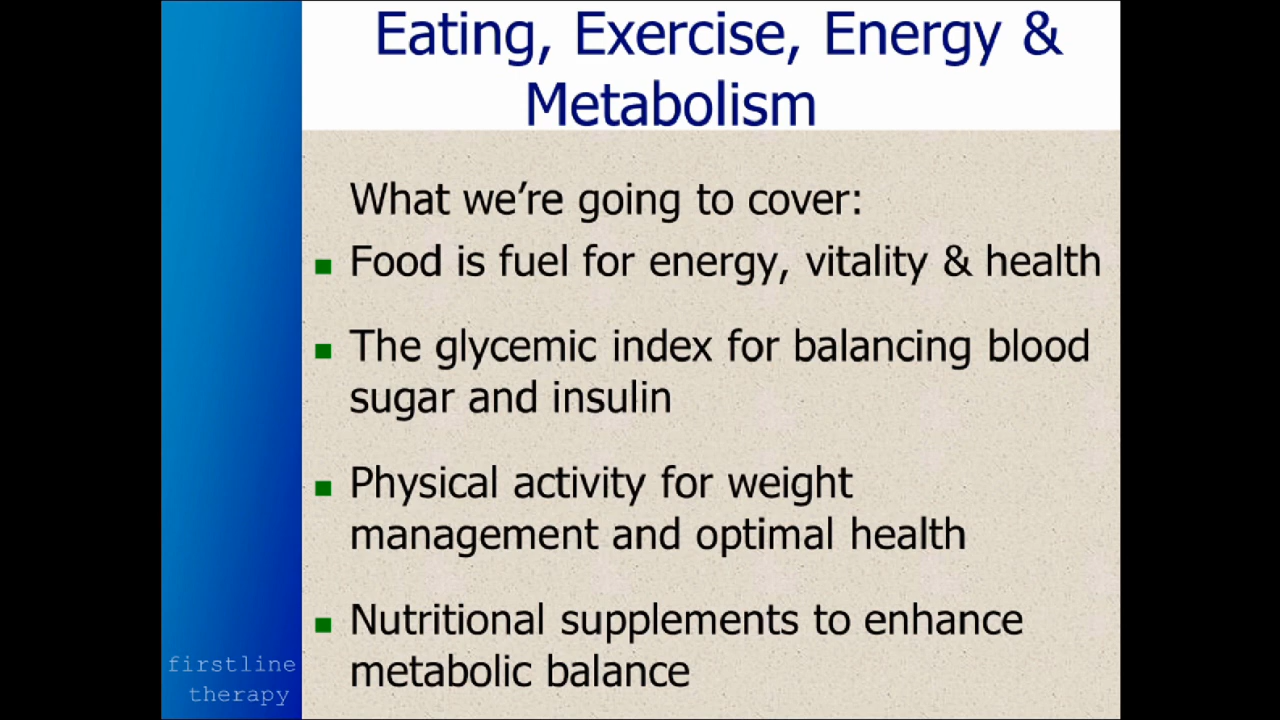 Eating, Exercise, Energy &
Metabolism
What we’re going to cover:
Food is fuel for energy, vitality & health
The glycemic index for balancing blood
sugar and insulin
Physical activity for weight
management and optimal health
Nutritional supplements to enhance
metabolic balance
firstline
therapy